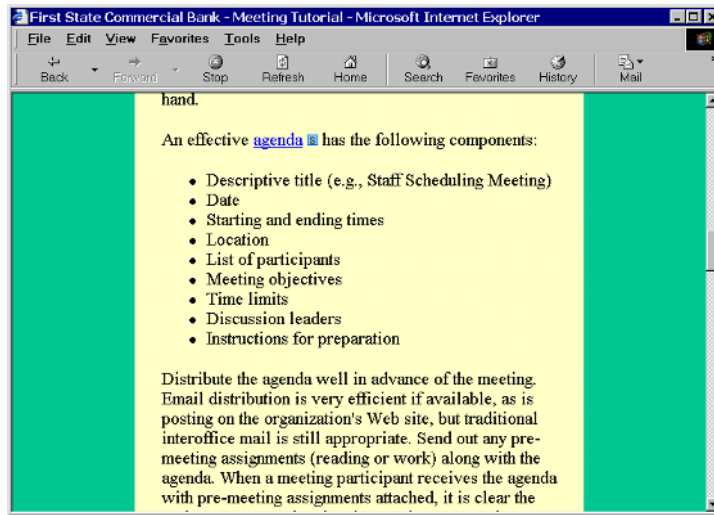 First State Commercial Bank - Meeting Tutorial - Microsoft Internet Explorer
File Edit View Favorites Tools Help
Back Forward Stop Refresh Home Search Favorites History Mail
hand.
An effective agenda S has the following components:
• Descriptive title (e.g., Staff Scheduling Meeting)
• Date
• Starting and ending times
• Location
• List of participants
• Meeting objectives
• Time limits
• Discussion leaders
• Instructions for preparation
Distribute the agenda well in advance of the meeting.
Email distribution is very efficient if available, as is
posting on the organization's Web site, but traditional
interoffice mail is still appropriate. Send out any pre-
meeting assignments (reading or work) along with the
agenda. When a meeting participant receives the agenda
with pre-meeting assignments attached, it is clear the